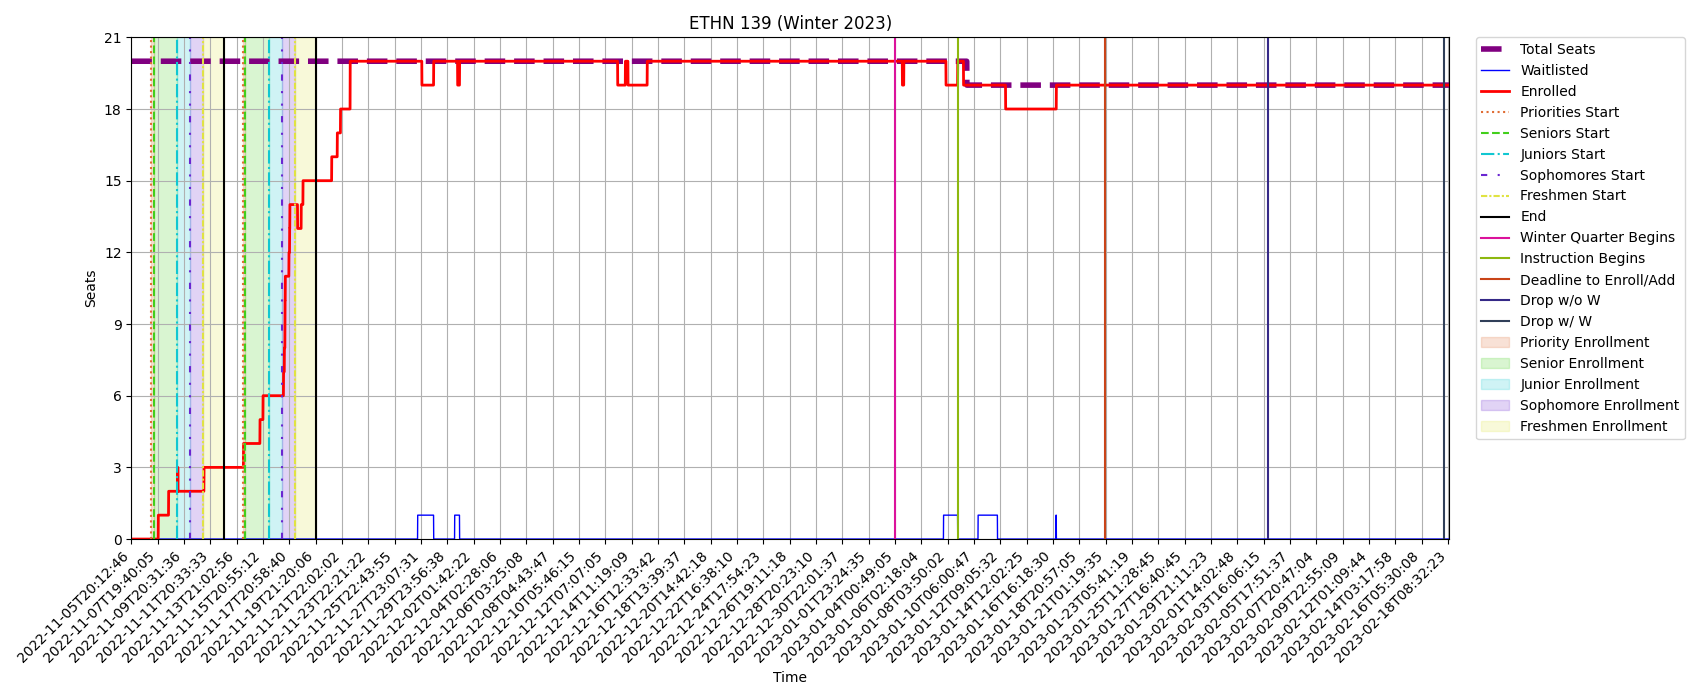 ETHN 139 (Winter 2023)
21
18
15
12
9
6
3
0
Seats
2022-11-05T20:12:46
2022-11-07T19:40:05
2022-11-09T20:31:36
2022-11-11T20:33:33
2022-11-13T21:02:56
2022-11-15T20:55:12
2022-11-17T20:58:40
2022-11-19T21:20:06
2022-11-21T22:02:02
2022-11-23T22:21:22
2022-11-25T22:43:55
2022-11-27T23:07:31
2022-11-29T23:56:38
2022-12-02T01:42:22
2022-12-04T02:28:06
2022-12-06T03:25:08
2022-12-08T04:43:47
2022-12-10T05:46:15
2022-12-12T07:07:05
2022-12-14T11:19:09
2022-12-16T12:33:42
2022-12-18T13:39:37
2022-12-20T14:42:18
2022-12-22T16:38:10
2022-12-24T17:54:23
2022-12-26T19:11:18
2022-12-28T20:23:10
2022-12-30T22:01:37
2023-01-01T23:24:35
2023-01-04T00:49:05
2023-01-06T02:18:04
2023-01-08T03:50:02
2023-01-10T06:00:47
2023-01-12T09:05:32
2023-01-14T12:02:25
2023-01-16T16:18:30
2023-01-18T20:57:05
2023-01-21T01:19:35
2023-01-23T05:41:19
2023-01-25T11:28:45
2023-01-27T16:40:45
2023-01-29T21:11:23
2023-02-01T14:02:48
2023-02-03T16:06:15
2023-02-05T17:51:37
2023-02-07T20:47:04
2023-02-09T22:55:09
2023-02-12T01:09:44
2023-02-14T03:17:58
2023-02-16T05:30:08
2023-02-18T08:32:23
Time
Total Seats
Waitlisted
Enrolled
Priorities Start
Seniors Start
Juniors Start
Sophomores Start
Freshmen Start
End
Winter Quarter Begins
Instruction Begins
Deadline to Enroll/Add
Drop w/o W
Drop w/ W
Priority Enrollment
Senior Enrollment
Junior Enrollment
Sophomore Enrollment
Freshmen Enrollment